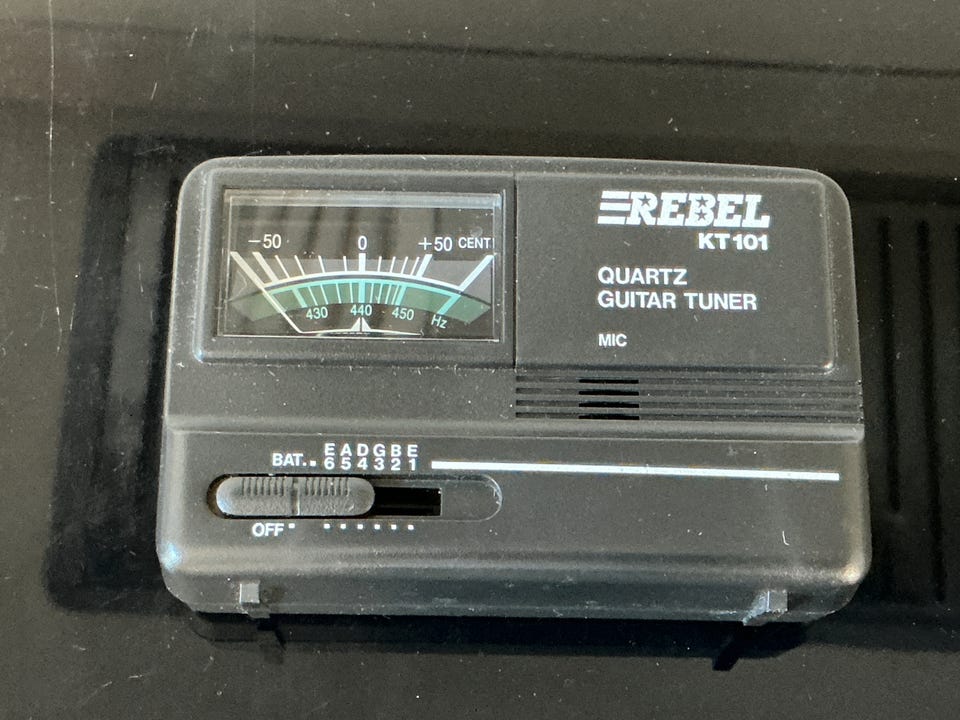 -50 0 +50 CENT
430 440 450 Hz
REBEL
KT101
QUARTZ
GUITAR TUNER
MIC
E A D G B E
BAT. 6 5 4 3 2 1
OFF